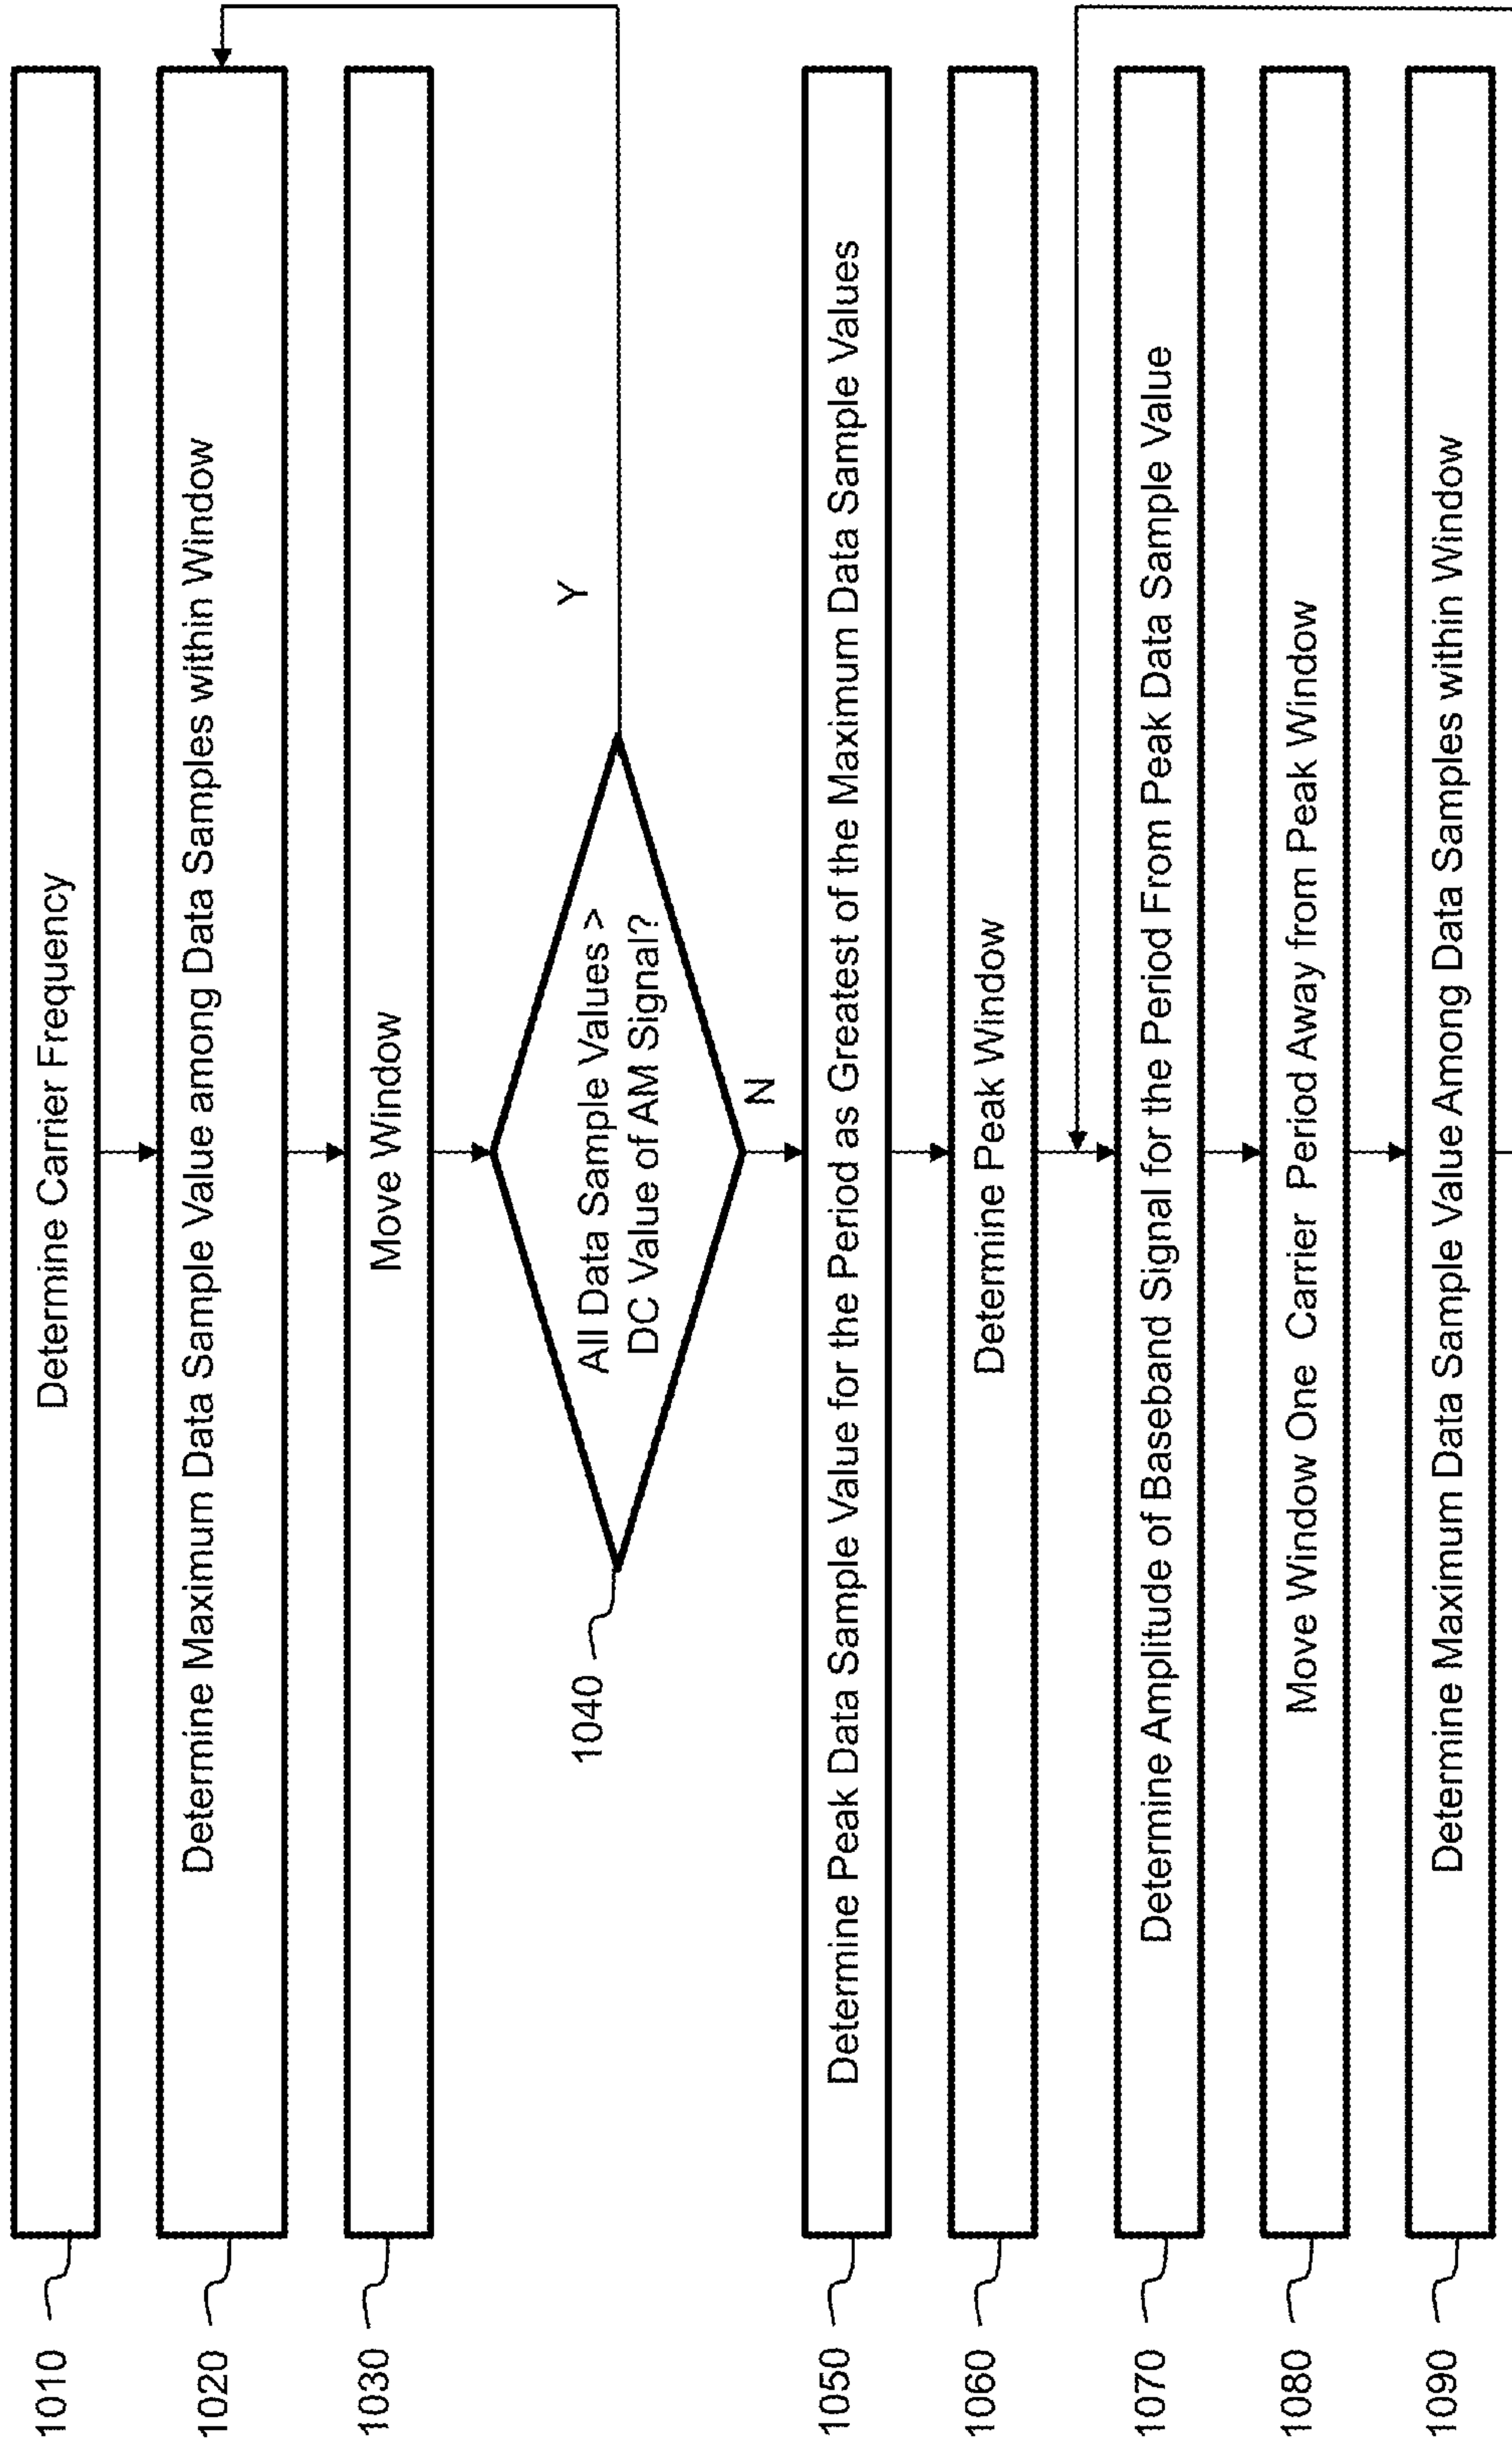 1010
Determine Carrier Frequency
1020
Determine Maximum Data Sample Value among Data Samples within Window
1030
Move Window
1040
All Data Sample Values >
DC Value of AM Signal?
Y
N
1050
Determine Peak Data Sample Value for the Period as Greatest of the Maximum Data Sample Values
1060
Determine Peak Window
1070
Determine Amplitude of Baseband Signal for the Period From Peak Data Sample Value
1080
Move Window One Carrier Period Away from Peak Window
1090
Determine Maximum Data Sample Value Among Data Samples within Window